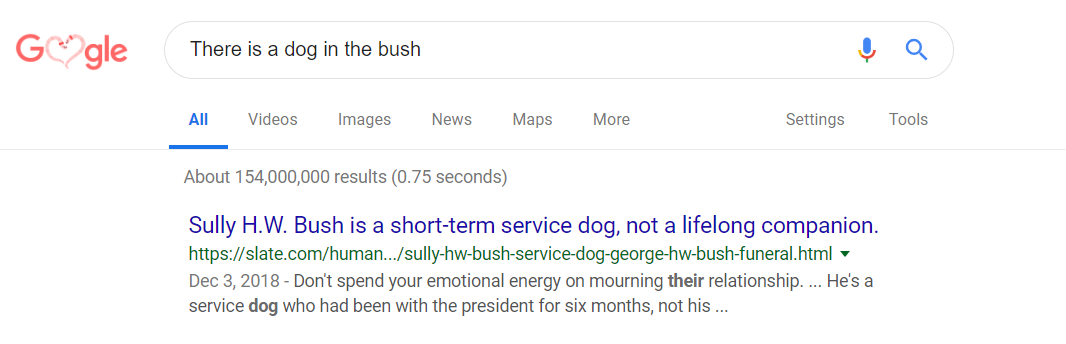 Google
There is a dog in the bush
All Videos Images News Maps More Settings Tools
About 154,000,000 results (0.75 seconds)
Sully H.W. Bush is a short-term service dog, not a lifelong companion.
https://slate.com/human.../sully-hw-bush-service-dog-george-hw-bush-funeral.html
Dec 3, 2018 - Don't spend your emotional energy on mourning their relationship. ... He's a
service dog who had been with the president for six months, not his ...